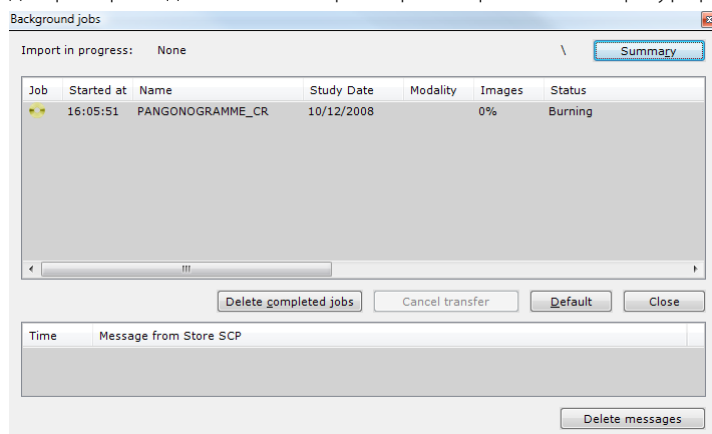 Background jobs
Import in progress: None \ Summary
Job Started at Name Study Date Modality Images Status
16:05:51 PANGONOGRAMME_CR 10/12/2008 0% Burning
Delete completed jobs Cancel transfer Default Close
Time Message from Store SCP
Delete messages